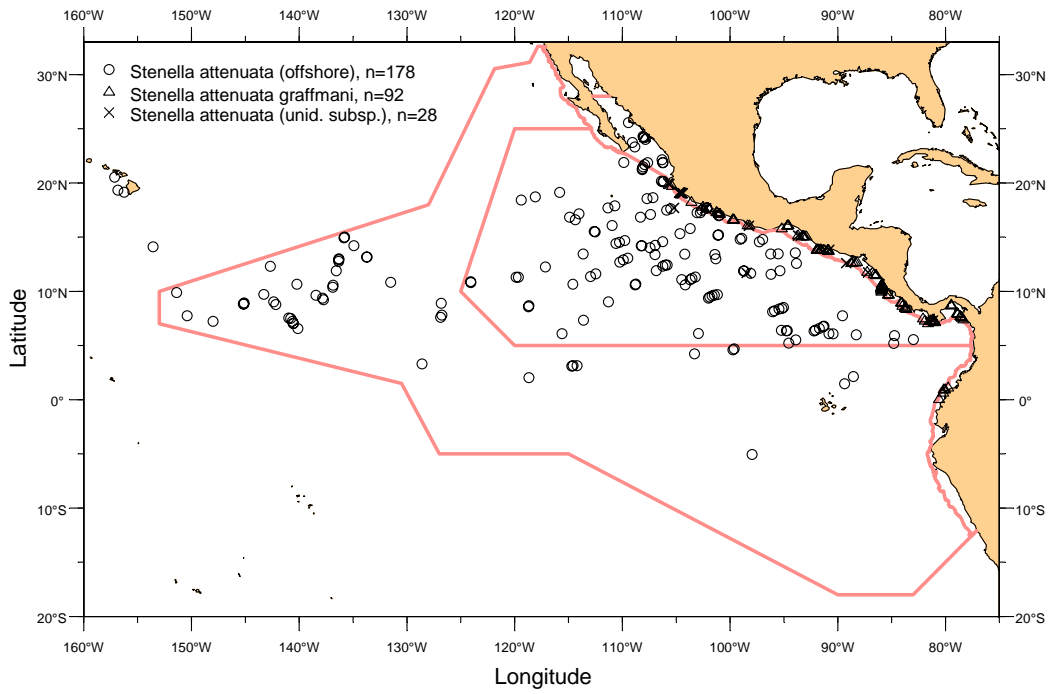 160°W 150°W 140°W 130°W 120°W 110°W 100°W 90°W 80°W
30°N 30°N
Stenella attenuata (offshore), n=178
Stenella attenuata graffmani, n=92
Stenella attenuata (unid. subsp.), n=28
20°N 20°N
10°N 10°N
Latitude
0° 0°
10°S 10°S
20°S 20°S
160°W 150°W 140°W 130°W 120°W 110°W 100°W 90°W 80°W
Longitude